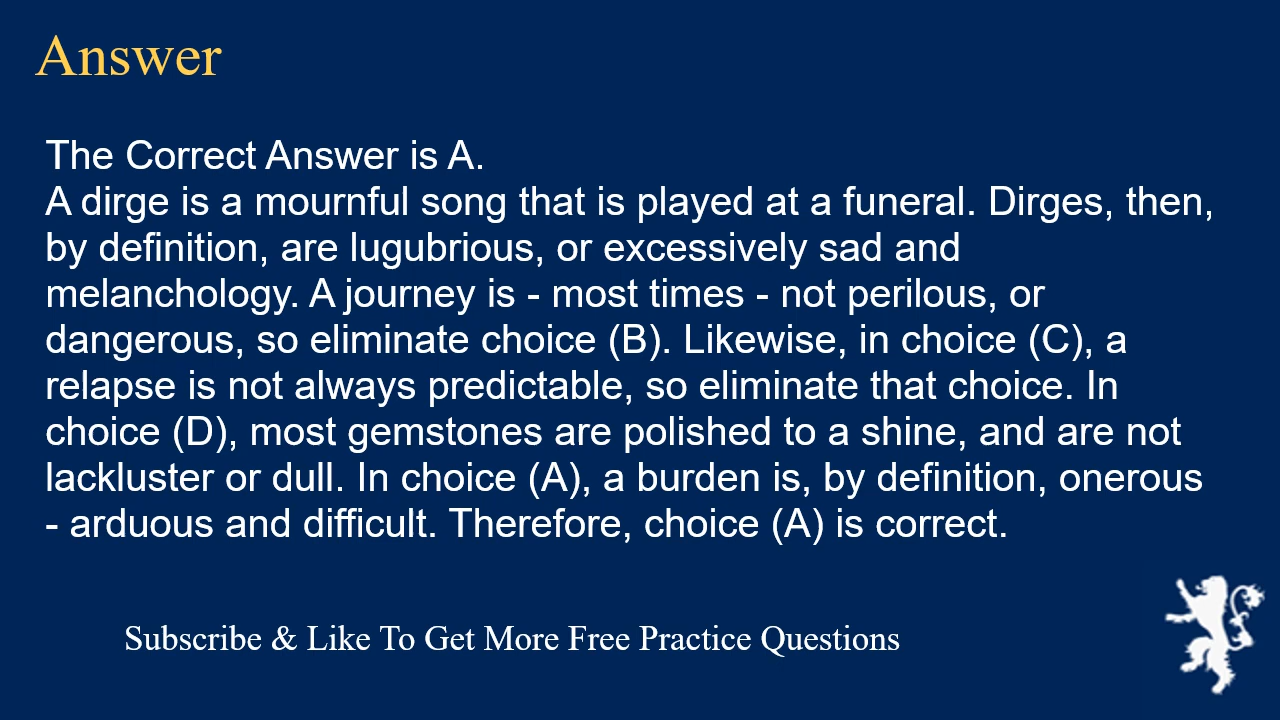 Answer
The Correct Answer is A.
A dirge is a mournful song that is played at a funeral. Dirges, then,
by definition, are lugubrious, or excessively sad and
melanchology. A journey is - most times - not perilous, or
dangerous, so eliminate choice (B). Likewise, in choice (C), a
relapse is not always predictable, so eliminate that choice. In
choice (D), most gemstones are polished to a shine, and are not
lackluster or dull. In choice (A), a burden is, by definition, onerous
- arduous and difficult. Therefore, choice (A) is correct.
Subscribe & Like To Get More Free Practice Questions